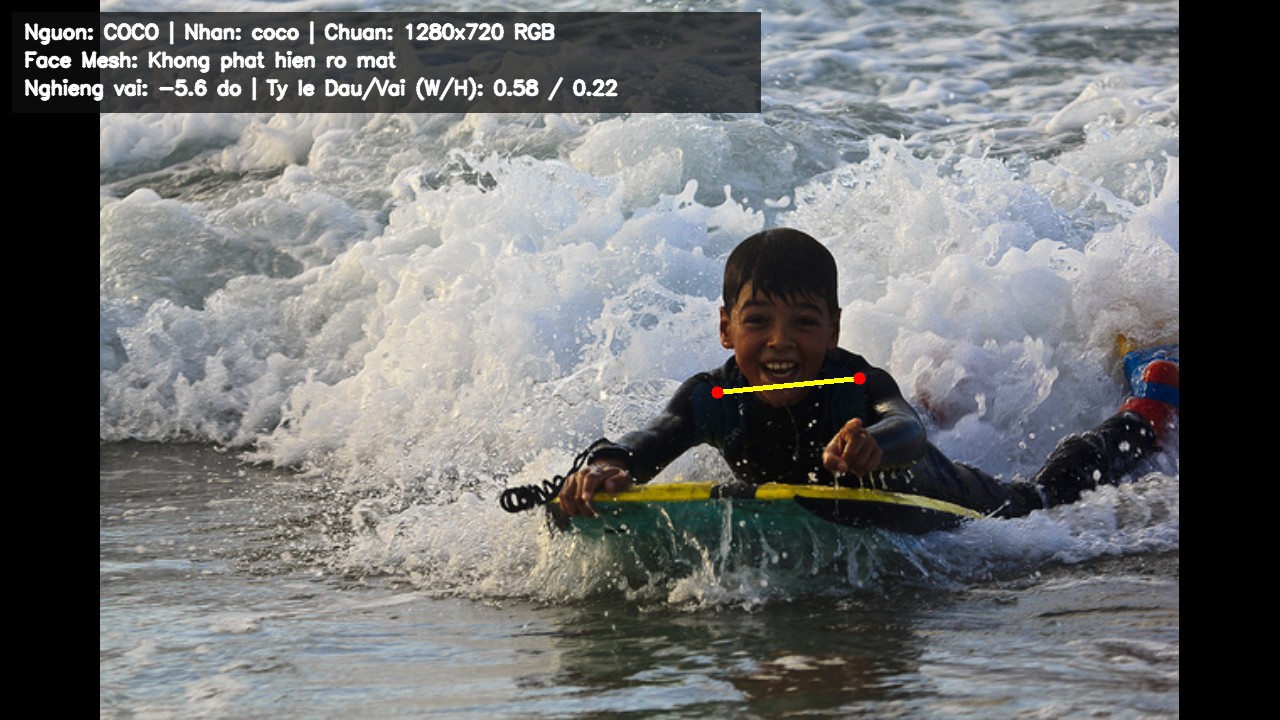 Nguon: COCO | Nhan: coco | Chuan: 1280x720 RGB
Face Mesh: Khong phat hien ro mat
Nghieng vai: -5.6 do | Ty le Dau/Vai (W/H): 0.58 / 0.22